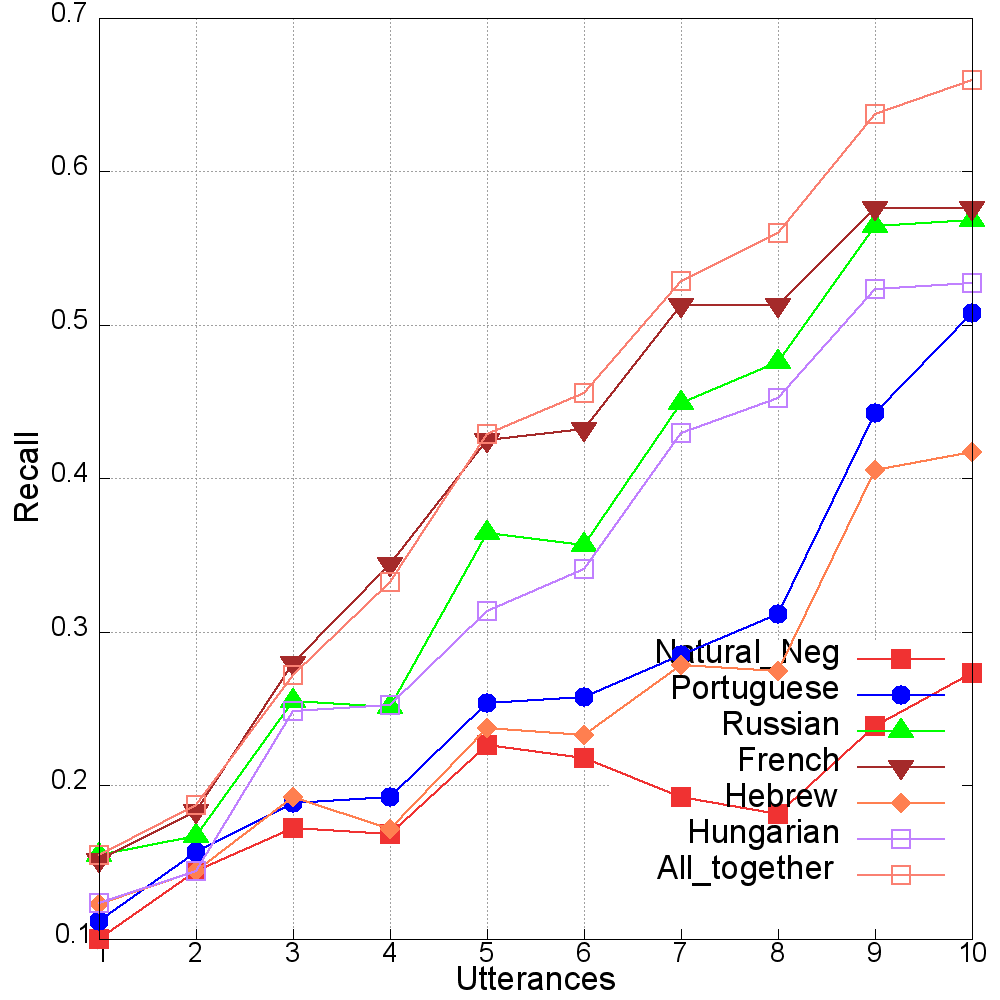 0.7
0.6
0.5
0.4
0.3
0.2
0.1
Recall
Natural_Neg
Portuguese
Russian
French
Hebrew
Hungarian
All_together
1 2 3 4 5 6 7 8 9 10
Utterances